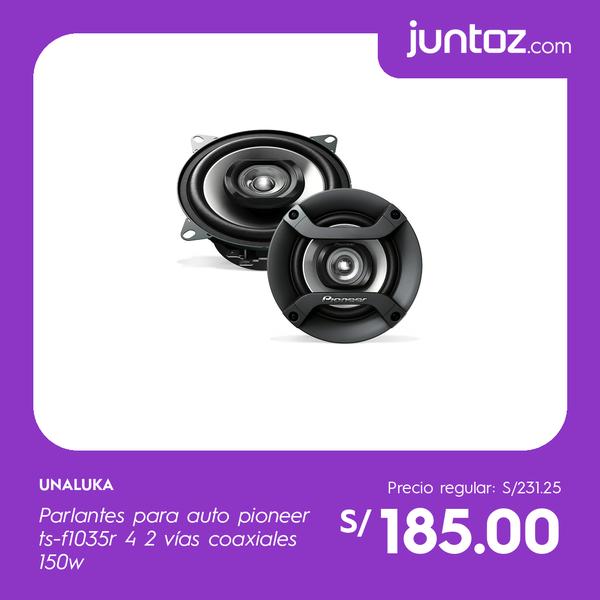 juntoz.com
Pioneer
UNALUKA
Precio regular: S/231.25
Parlantes para auto pioneer
ts-f1035r 4 2 vías coaxiales
150w
S/185.00